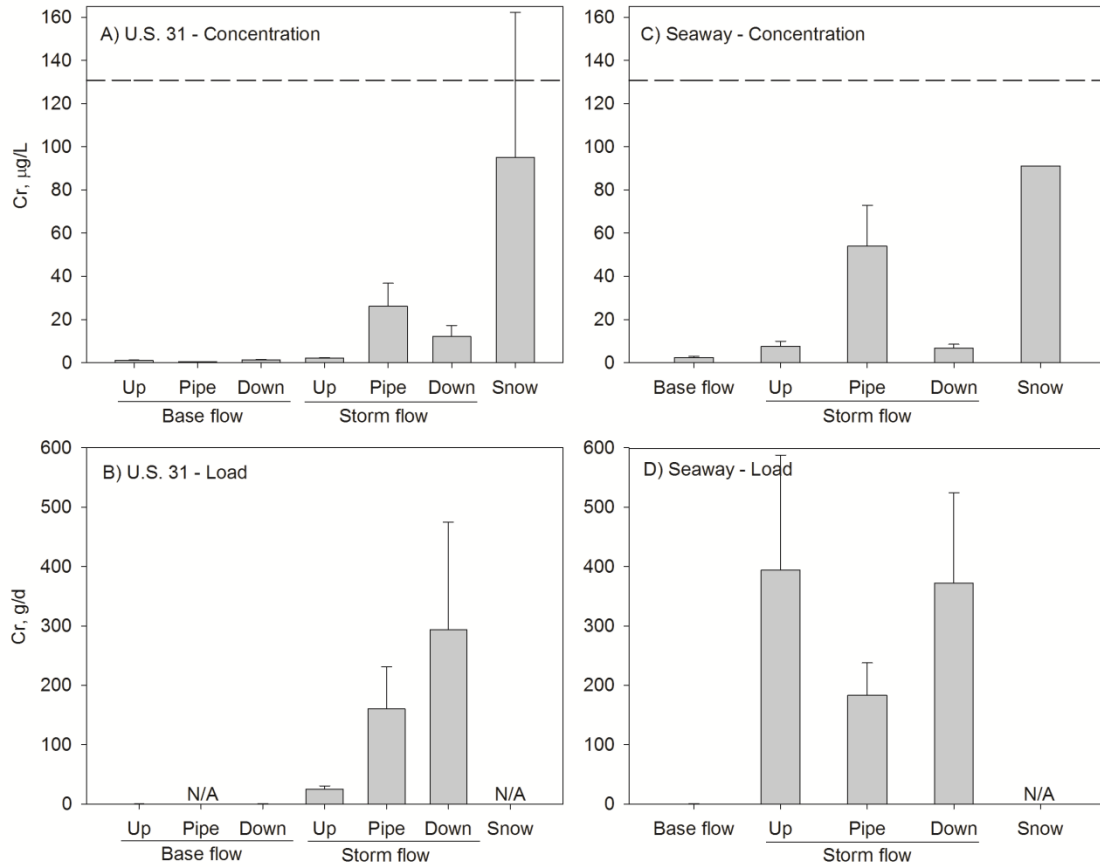 A) U.S. 31 - Concentration
Cr, µg/L
160
140
120
100
80
60
40
20
0
Up Pipe Down Up Pipe Down Snow
Base flow Storm flow
C) Seaway - Concentration
160
140
120
100
80
60
40
20
0
Base flow Up Pipe Down Snow
Storm flow
B) U.S. 31 - Load
Cr, g/d
600
500
400
300
200
100
0
N/A N/A
Up Pipe Down Up Pipe Down Snow
Base flow Storm flow
D) Seaway - Load
600
500
400
300
200
100
0
N/A
Base flow Up Pipe Down Snow
Storm flow